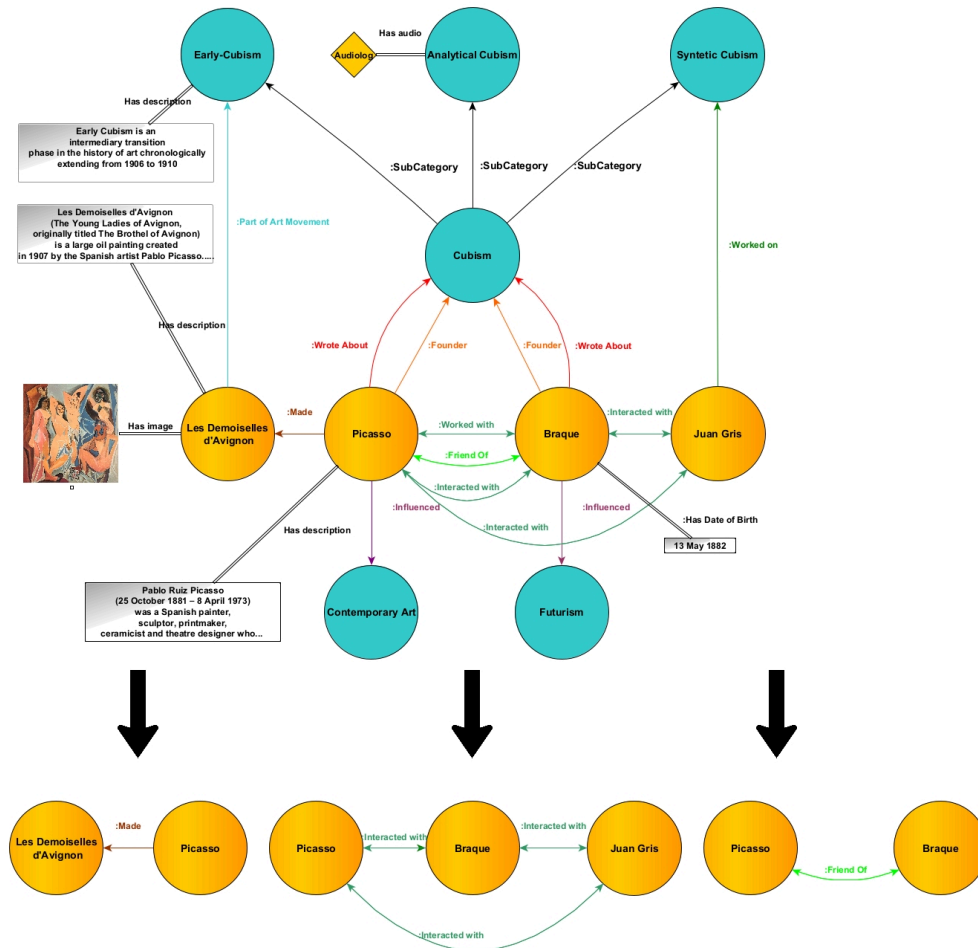 Early-Cubism
Has audio
Audiolog
Analytical Cubism
Syntetic Cubism
Has description
Early Cubism is an
intermediary transition
phase in the history of art chronologically
extending from 1906 to 1910
:SubCategory
:SubCategory
:SubCategory
Les Demoiselles d'Avignon
(The Young Ladies of Avignon,
originally titled The Brothel of Avignon)
is a large oil painting created
in 1907 by the Spanish artist Pablo Picasso.....
:Part of Art Movement
Cubism
:Worked on
Has description
:Wrote About
:Founder
:Founder
:Wrote About
Has image
Les Demoiselles
d'Avignon
:Made
Picasso
:Worked with
:Friend Of
:Interacted with
Braque
:Interacted with
Juan Gris
:Influenced
:Interacted with
:Influenced
:Has Date of Birth
13 May 1882
Has description
Pablo Ruiz Picasso
(25 October 1881 – 8 April 1973)
was a Spanish painter,
sculptor, printmaker,
ceramicist and theatre designer who...
Contemporary Art
Futurism
Les Demoiselles
d'Avignon
:Made
Picasso
Picasso
:Interacted with
Braque
:Interacted with
Juan Gris
:Interacted with
Picasso
:Friend Of
Braque